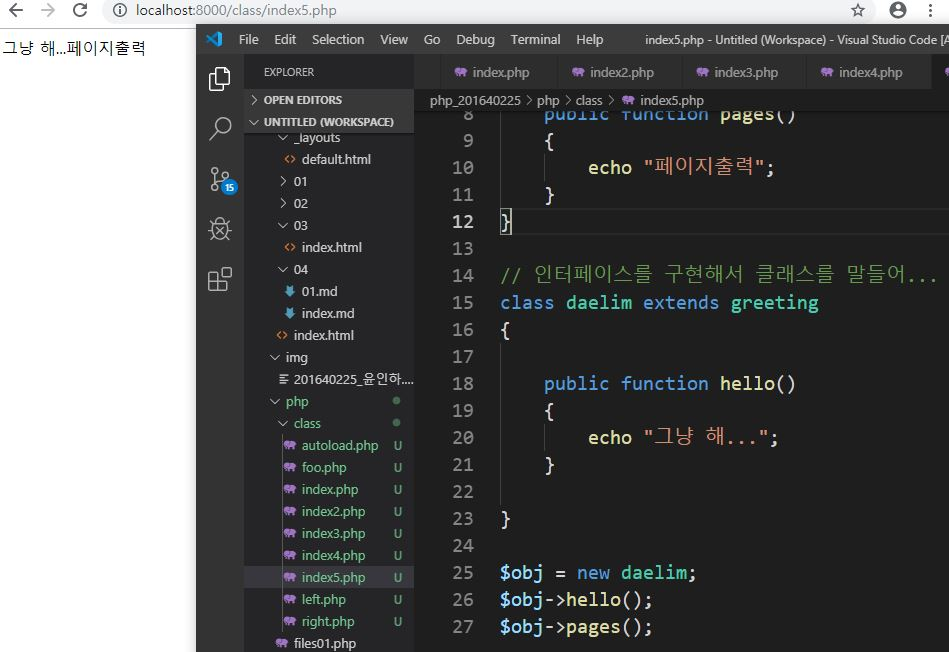 localhost:8000/class/index5.php
그냥 해...페이지출력
File Edit Selection View Go Debug Terminal Help index5.php - Untitled (Workspace) - Visual Studio Code [A
EXPLORER
OPEN EDITORS
UNTITLED (WORKSPACE)
_layouts
default.html
01
02
03
index.html
04
01.md
index.md
index.html
img
201640225_윤인하....
php
class
autoload.php U
foo.php U
index.php U
index2.php U
index3.php U
index4.php U
index5.php U
left.php U
right.php U
files01.php
15
index.php index2.php index3.php index4.php
php_201640225 > php > class > index5.php
8 public function pages()
9 {
10 echo "페이지출력";
11 }
12 }
13
14 // 인터페이스를 구현해서 클래스를 말들어...
15 class daelim extends greeting
16 {
17
18 public function hello()
19 {
20 echo "그냥 해...";
21 }
22
23 }
24
25 $obj = new daelim;
26 $obj->hello();
27 $obj->pages();